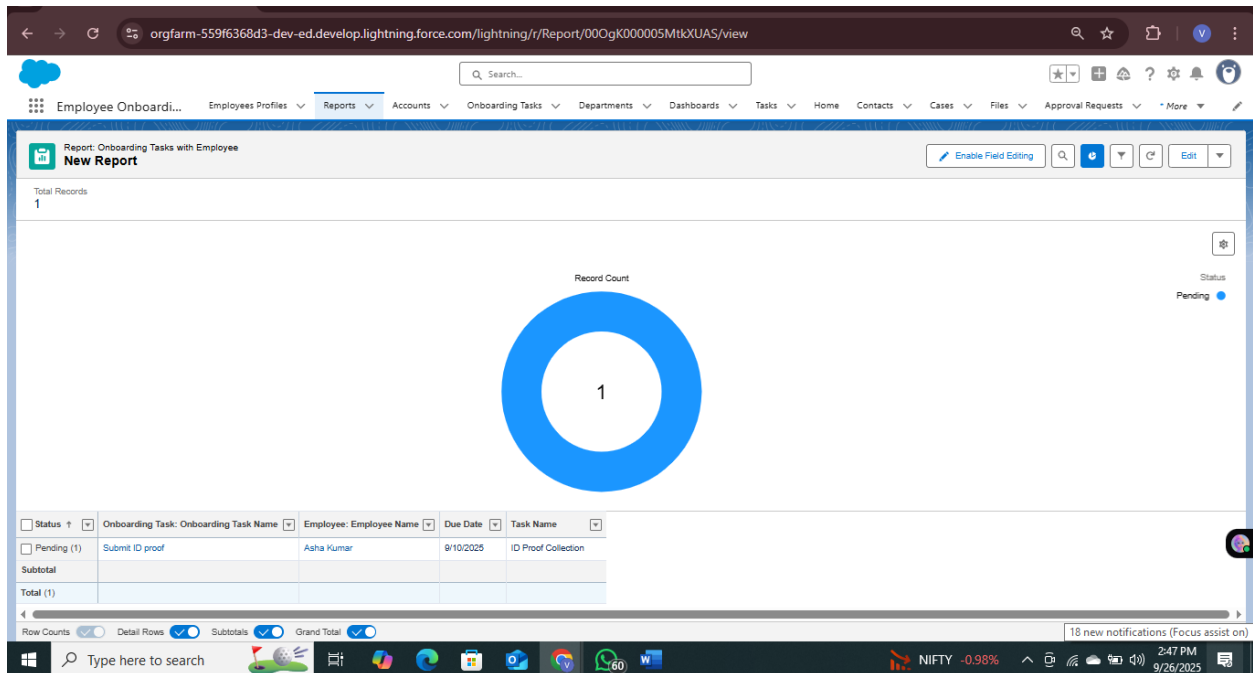 orgfarm-559f6368d3-dev-ed.develop.lightning.force.com/lightning/r/Report/00OgK000005MtkXUAS/view
V
Search...
Employee Onboardi...
Employees Profiles
Reports
Accounts
Onboarding Tasks
Departments
Dashboards
Tasks
Home
Contacts
Cases
Files
Approval Requests
* More
Report: Onboarding Tasks with Employee
New Report
Enable Field Editing
Edit
Total Records
1
Record Count
Status
Pending
1
Status ↑ Onboarding Task: Onboarding Task Name Employee: Employee Name Due Date Task Name
Pending (1) Submit ID proof Asha Kumar 9/10/2025 ID Proof Collection
Subtotal
Total (1)
Row Counts Detail Rows Subtotals Grand Total
18 new notifications (Focus assist on)
Type here to search
V
60
W
NIFTY -0.98%
2:47 PM
9/26/2025